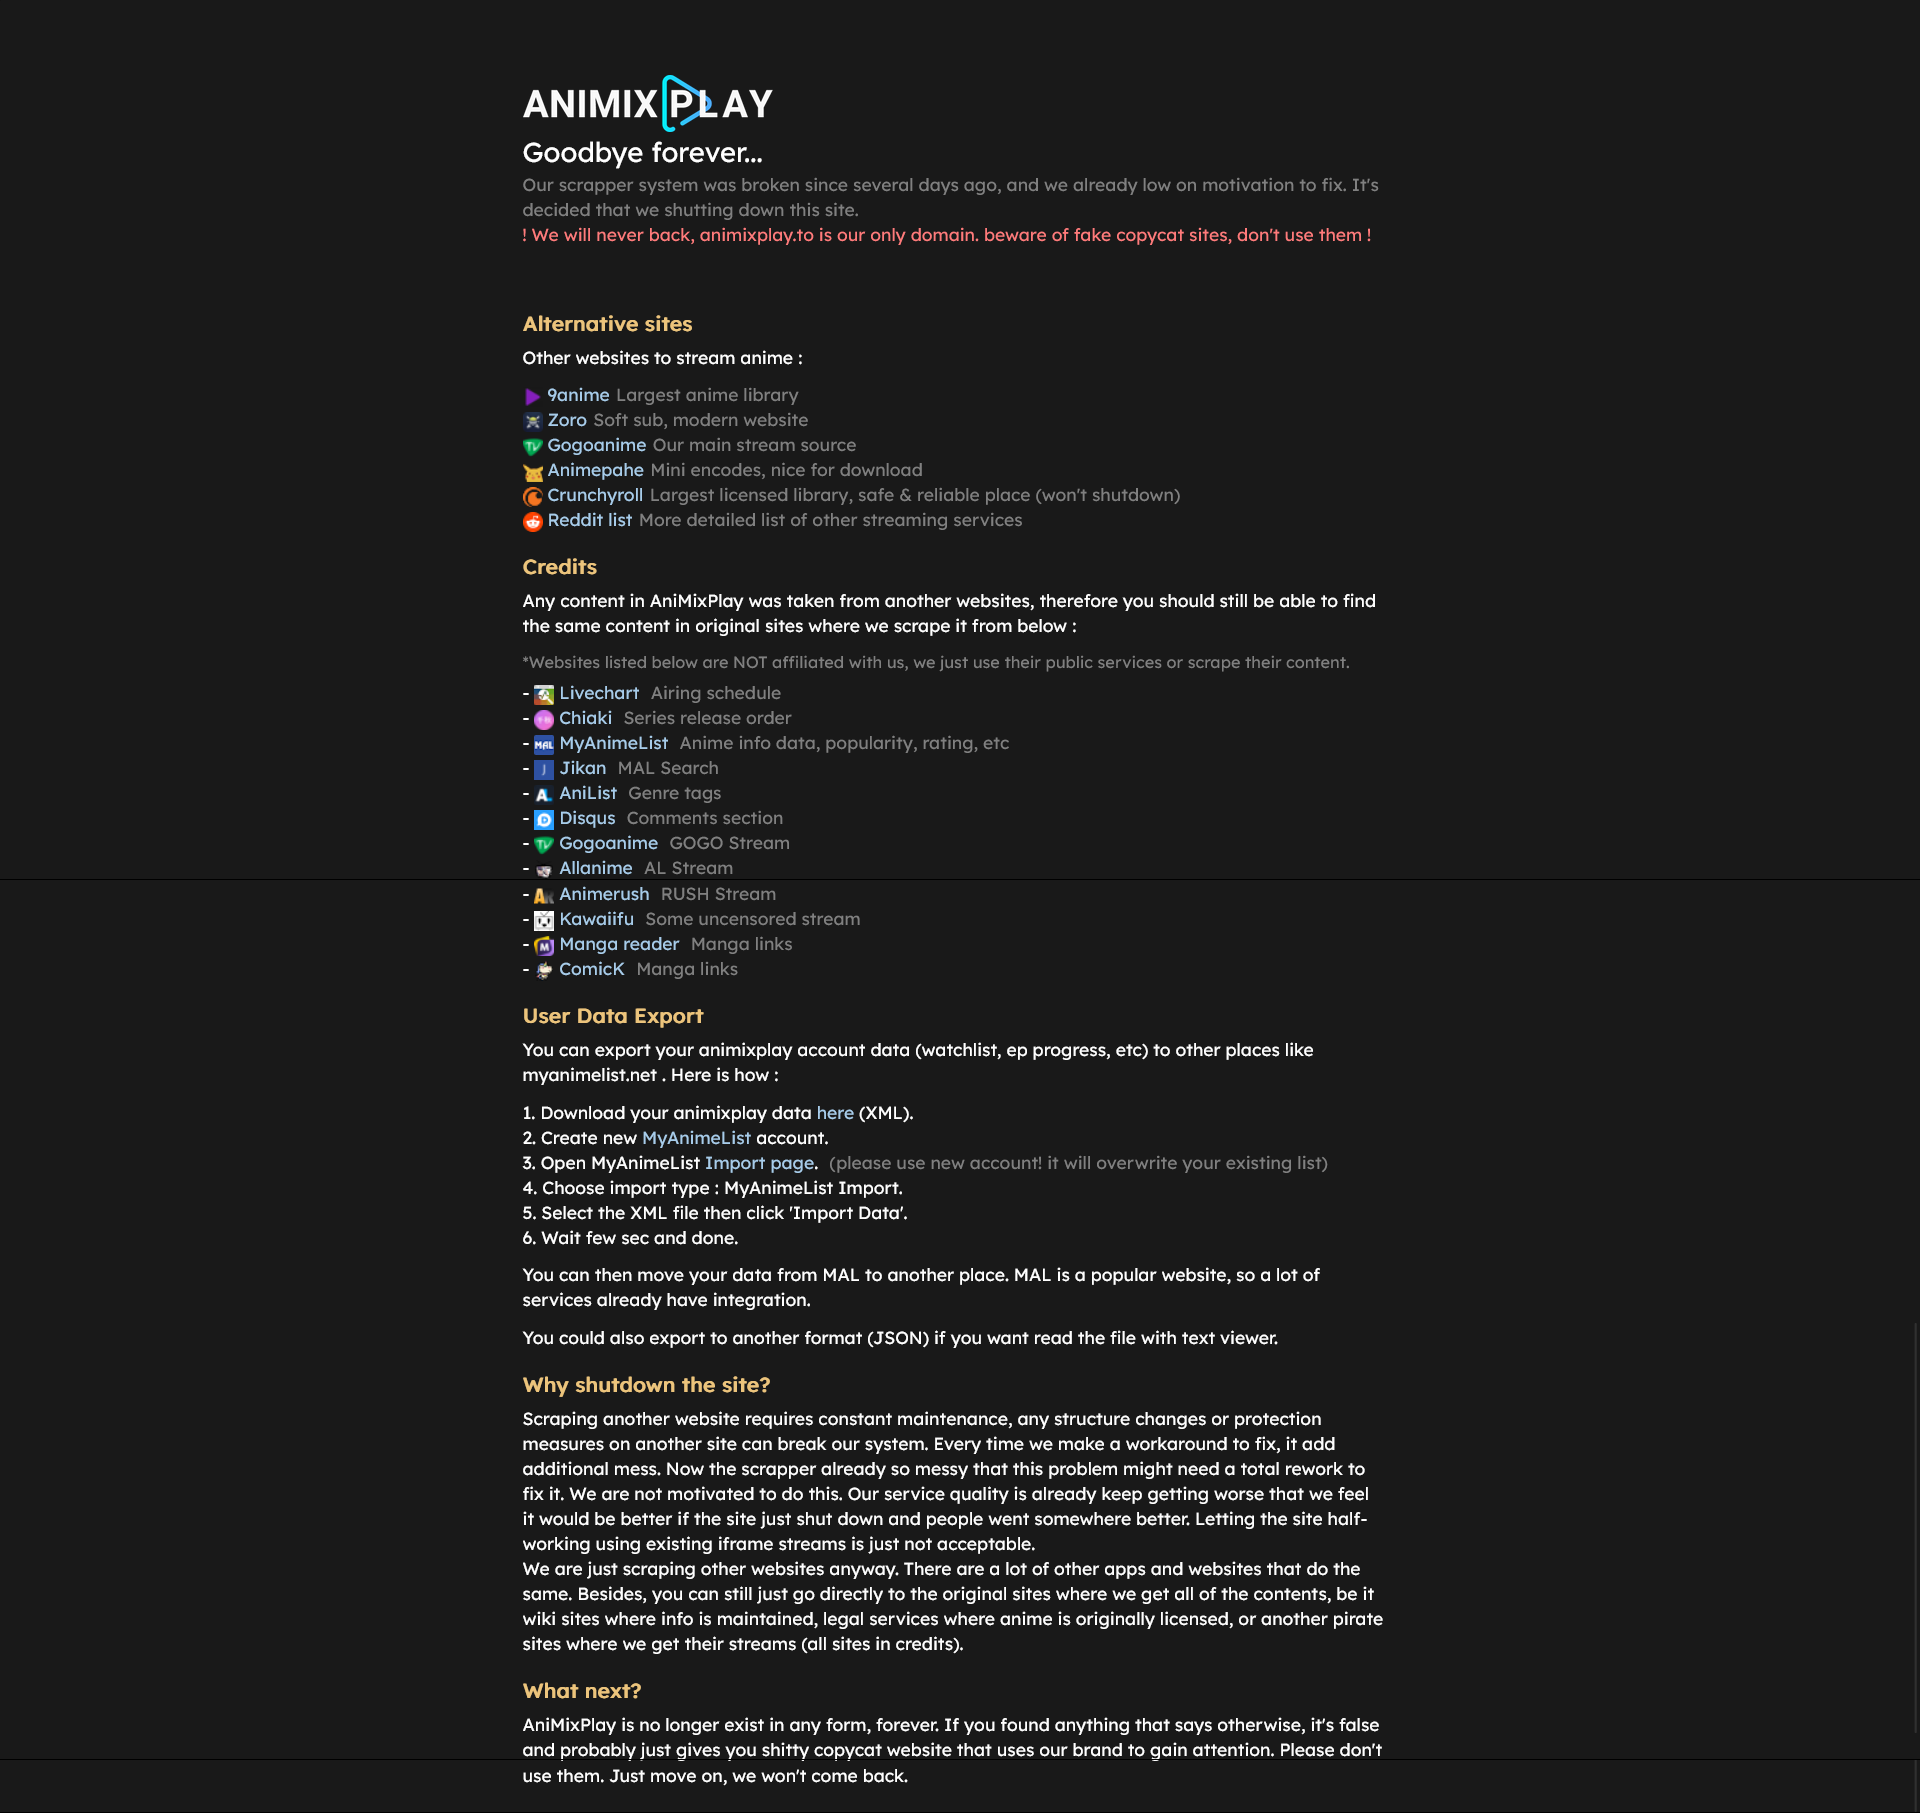 ANIMIXPLAY
Goodbye forever...
Our scrapper system was broken since several days ago, and we already low on motivation to fix. It's
decided that we shutting down this site.
! We will never back, animixplay.to is our only domain. beware of fake copycat sites, don't use them !
Alternative sites
Other websites to stream anime :
9anime Largest anime library
Zoro Soft sub, modern website
TV Gogoanime Our main stream source
Animepahe Mini encodes, nice for download
Crunchyroll Largest licensed library, safe & reliable place (won't shutdown)
Reddit list More detailed list of other streaming services
Credits
Any content in AniMixPlay was taken from another websites, therefore you should still be able to find
the same content in original sites where we scrape it from below :
*Websites listed below are NOT affiliated with us, we just use their public services or scrape their content.
- Livechart Airing schedule
- Chiaki Series release order
- MAL MyAnimeList Anime info data, popularity, rating, etc
- J Jikan MAL Search
- AL AniList Genre tags
- D Disqus Comments section
- TV Gogoanime GOGO Stream
- Allanime AL Stream
- Animerush RUSH Stream
- Kawaiifu Some uncensored stream
- M Manga reader Manga links
- ComicK Manga links
User Data Export
You can export your animixplay account data (watchlist, ep progress, etc) to other places like
myanimelist.net . Here is how :
1. Download your animixplay data here (XML).
2. Create new MyAnimeList account.
3. Open MyAnimeList Import page. (please use new account! it will overwrite your existing list)
4. Choose import type : MyAnimeList Import.
5. Select the XML file then click 'Import Data'.
6. Wait few sec and done.
You can then move your data from MAL to another place. MAL is a popular website, so a lot of
services already have integration.
You could also export to another format (JSON) if you want read the file with text viewer.
Why shutdown the site?
Scraping another website requires constant maintenance, any structure changes or protection
measures on another site can break our system. Every time we make a workaround to fix, it add
additional mess. Now the scrapper already so messy that this problem might need a total rework to
fix it. We are not motivated to do this. Our service quality is already keep getting worse that we feel
it would be better if the site just shut down and people went somewhere better. Letting the site half-
working using existing iframe streams is just not acceptable.
We are just scraping other websites anyway. There are a lot of other apps and websites that do the
same. Besides, you can still just go directly to the original sites where we get all of the contents, be it
wiki sites where info is maintained, legal services where anime is originally licensed, or another pirate
sites where we get their streams (all sites in credits).
What next?
AniMixPlay is no longer exist in any form, forever. If you found anything that says otherwise, it's false
and probably just gives you shitty copycat website that uses our brand to gain attention. Please don't
use them. Just move on, we won't come back.